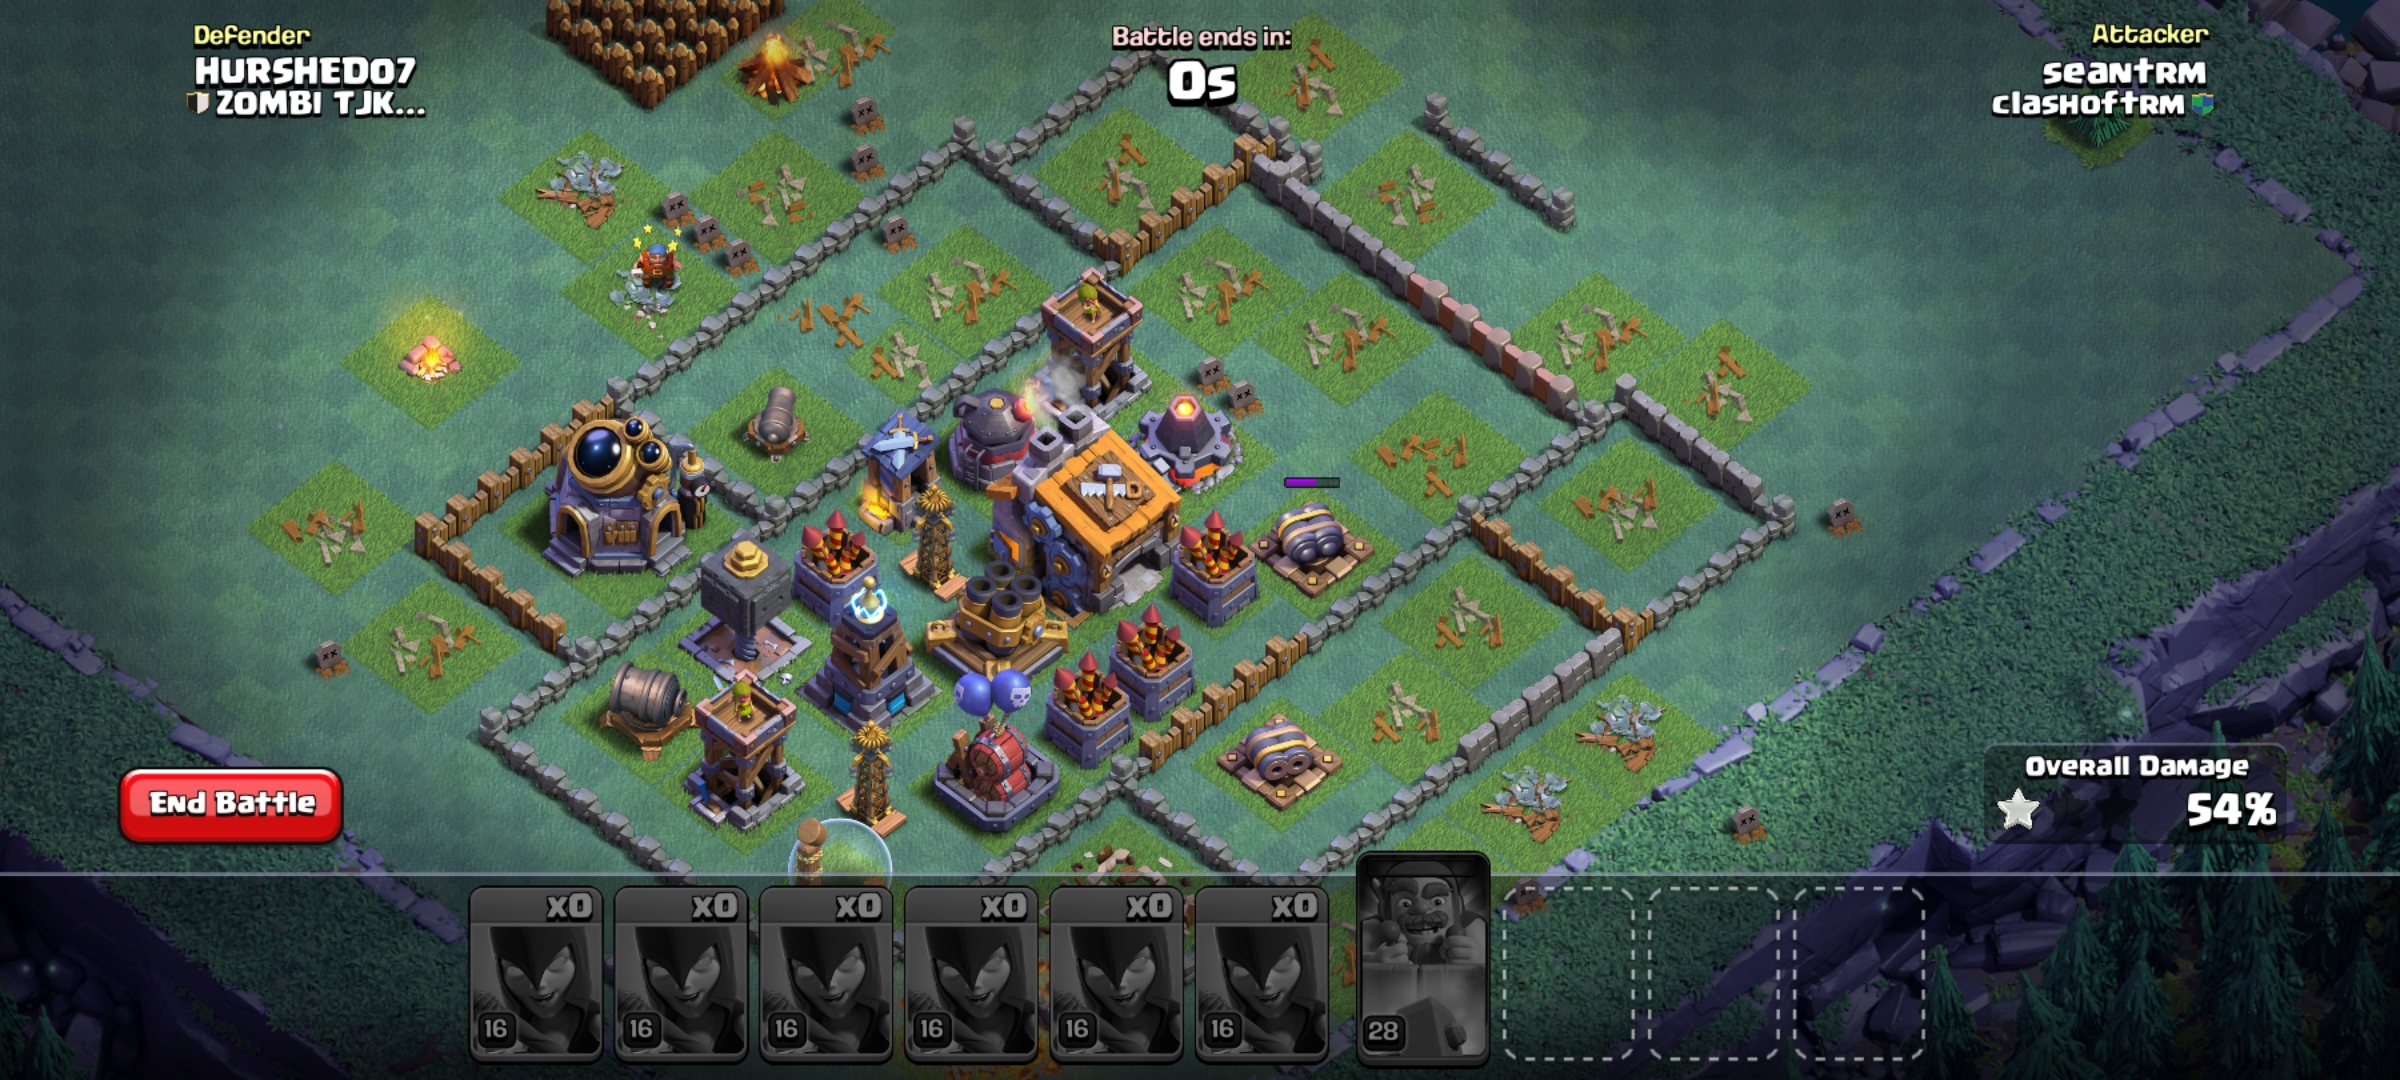 Defender
HURSHED07
ZOMBI TJK...
Battle ends in:
0s
Attacker
seantRM
clashoftRM
VIII
End Battle
Overall Damage
54%
x0
x0
x0
x0
x0
x0
16
16
16
16
16
16
28